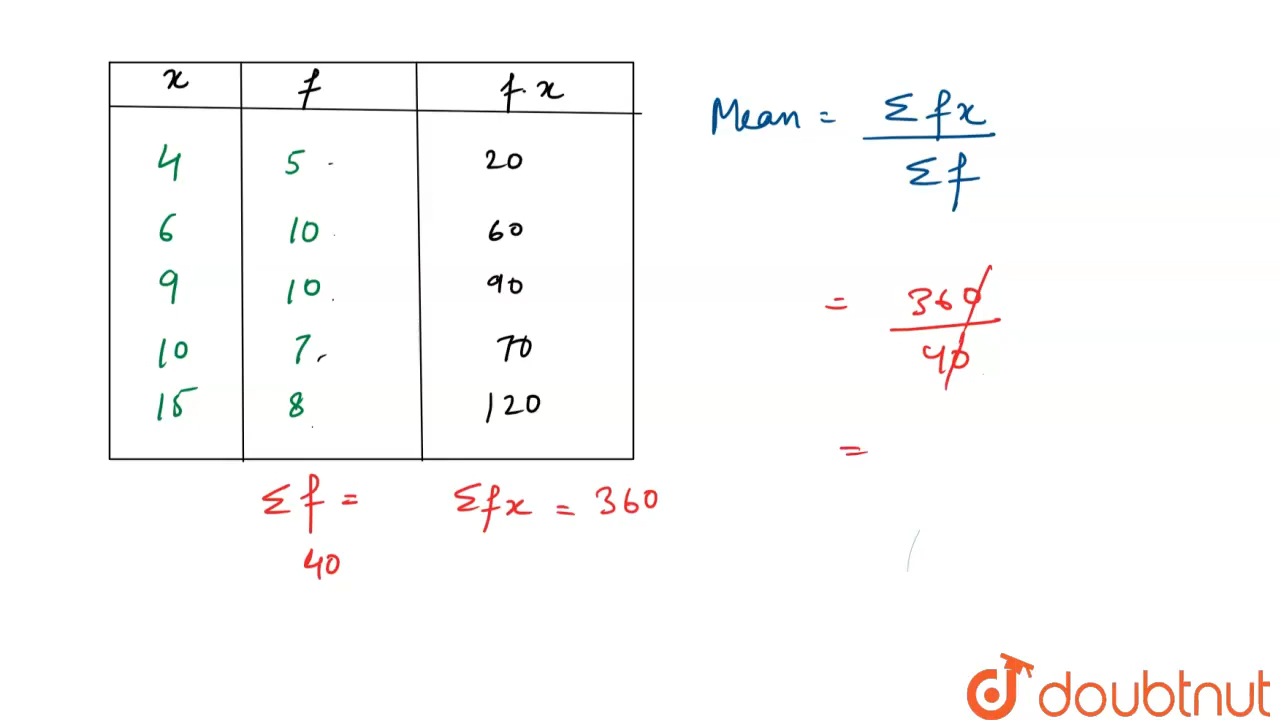 x f f.x
4 5 20
6 10 60
9 10 90
10 7 70
15 8 120
Σf = Σfx = 360
40
Mean = Σfx
Σf
= 360
40
=
doubtnut